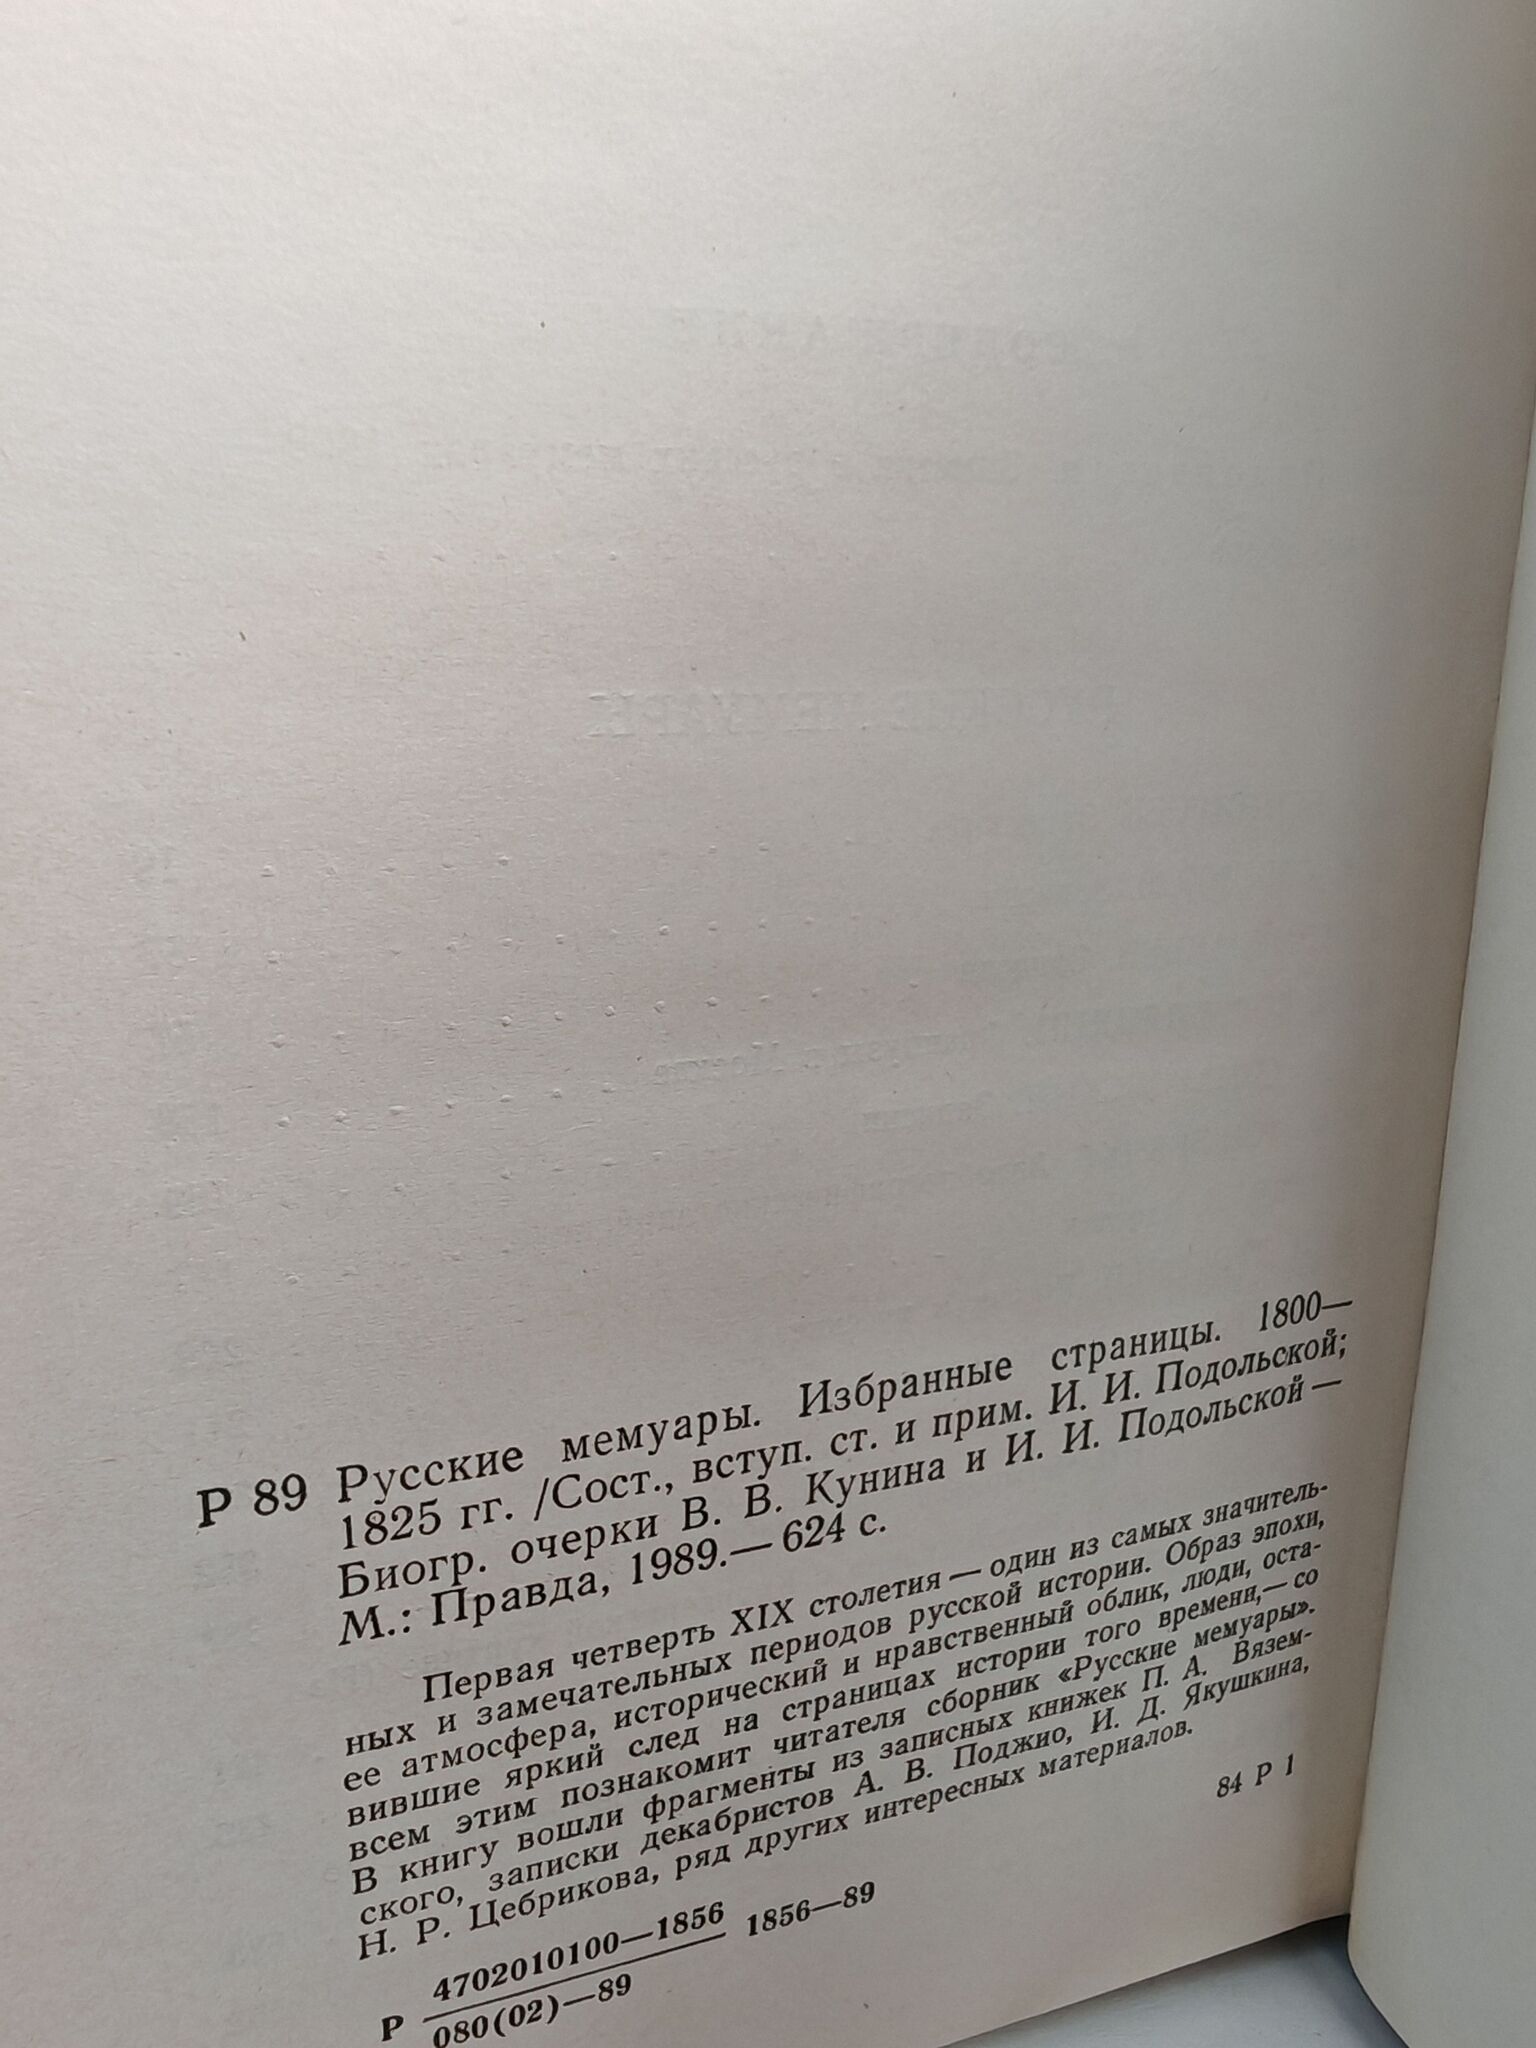 Р 89 Русские мемуары. Избранные страницы. 1800—
1825 гг. /Сост., вступ. ст. и прим. И. И. Подольской;
Биогр. очерки В. В. Кунина и И. И. Подольской —
М.: Правда, 1989.— 624 с.
Первая четверть XIX столетия — один из самых значитель-
ных и замечательных периодов русской истории. Образ эпохи,
ее атмосфера, исторический и нравственный облик, люди, оста-
вившие яркий след на страницах истории того времени,— со
всем этим познакомит читателя сборник «Русские мемуары».
В книгу вошли фрагменты из записных книжек П. А. Вязем-
ского, записки декабристов А. В. Поджио, И. Д. Якушкина,
Н. Р. Цебрикова, ряд других интересных материалов.
84 Р 1
Р 4702010100—1856 1856—89
080(02)—89